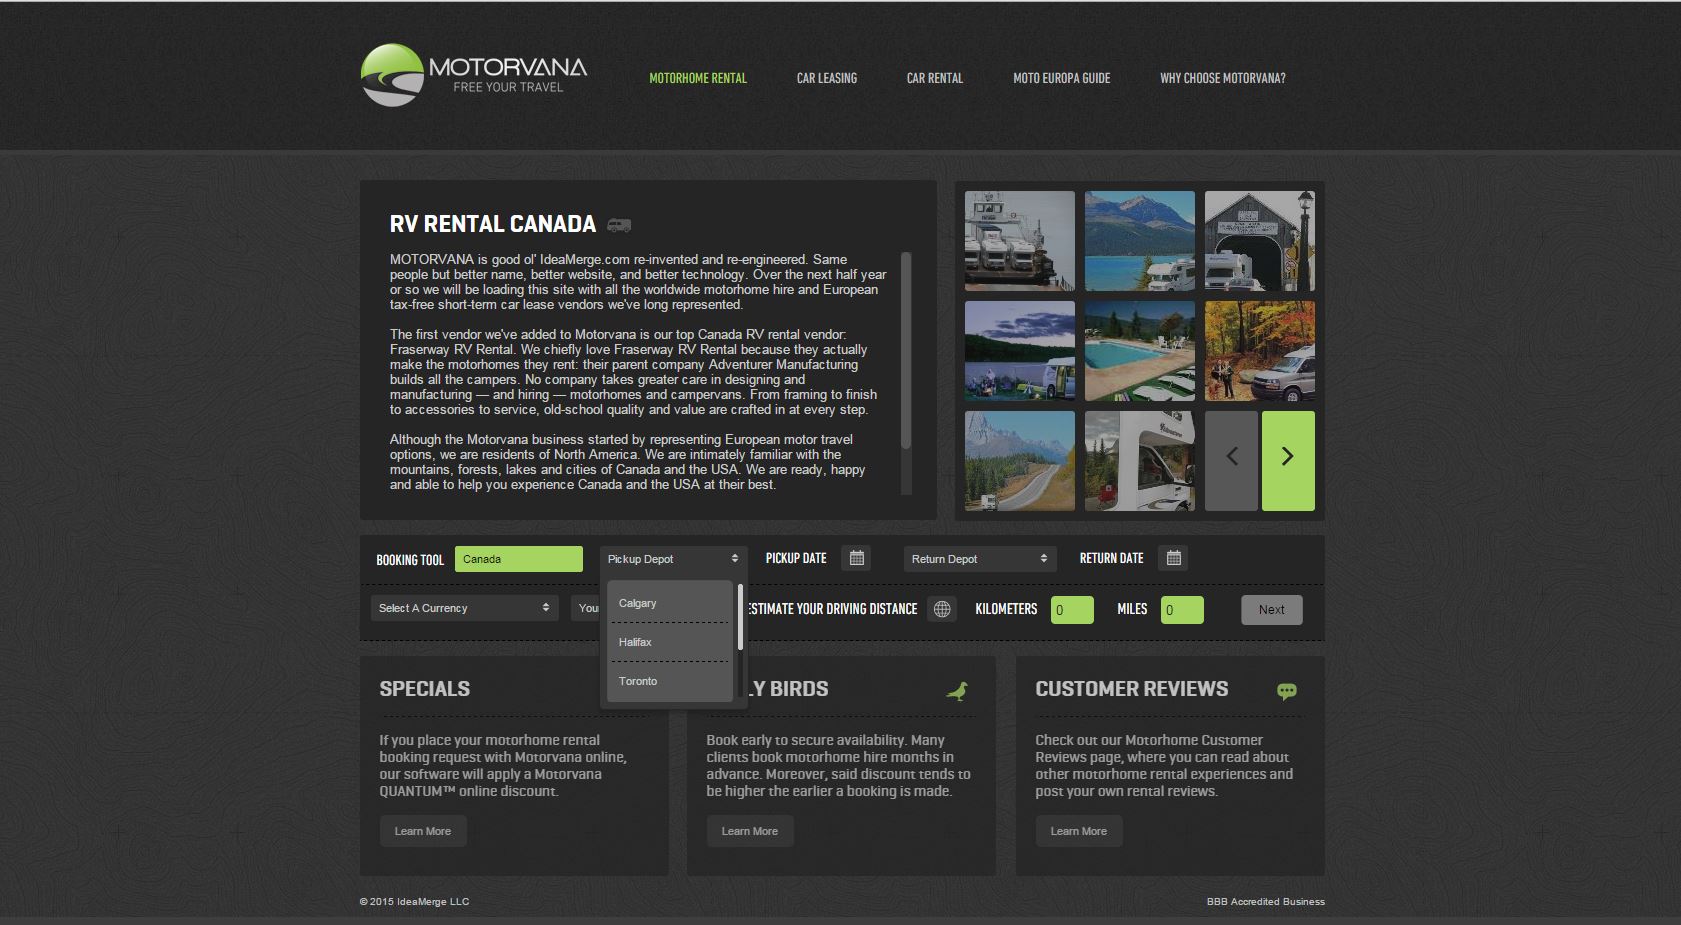 MOTORVANA
FREE YOUR TRAVEL
MOTORHOME RENTAL
CAR LEASING
CAR RENTAL
MOTO EUROPA GUIDE
WHY CHOOSE MOTORVANA?
RV RENTAL CANADA
MOTORVANA is good ol' IdeaMerge.com re-invented and re-engineered. Same
people but better name, better website, and better technology. Over the next half year
or so we will be loading this site with all the worldwide motorhome hire and European
tax-free short-term car lease vendors we've long represented.
The first vendor we've added to Motorvana is our top Canada RV rental vendor:
Fraserway RV Rental. We chiefly love Fraserway RV Rental because they actually
make the motorhomes they rent: their parent company Adventurer Manufacturing
builds all the campers. No company takes greater care in designing and
manufacturing — and hiring — motorhomes and campervans. From framing to finish
to accessories to service, old-school quality and value are crafted in at every step.
Although the Motorvana business started by representing European motor travel
options, we are residents of North America. We are intimately familiar with the
mountains, forests, lakes and cities of Canada and the USA. We are ready, happy
and able to help you experience Canada and the USA at their best.
BOOKING TOOL
Canada
Pickup Depot
PICKUP DATE
Return Depot
RETURN DATE
Select A Currency
You
ESTIMATE YOUR DRIVING DISTANCE
KILOMETERS
0
MILES
0
Next
Calgary
Halifax
Toronto
SPECIALS
If you place your motorhome rental
booking request with Motorvana online,
our software will apply a Motorvana
QUANTUM™ online discount.
Learn More
LY BIRDS
Book early to secure availability. Many
clients book motorhome hire months in
advance. Moreover, said discount tends to
be higher the earlier a booking is made.
Learn More
CUSTOMER REVIEWS
Check out our Motorhome Customer
Reviews page, where you can read about
other motorhome rental experiences and
post your own rental reviews.
Learn More
© 2015 IdeaMerge LLC
BBB Accredited Business